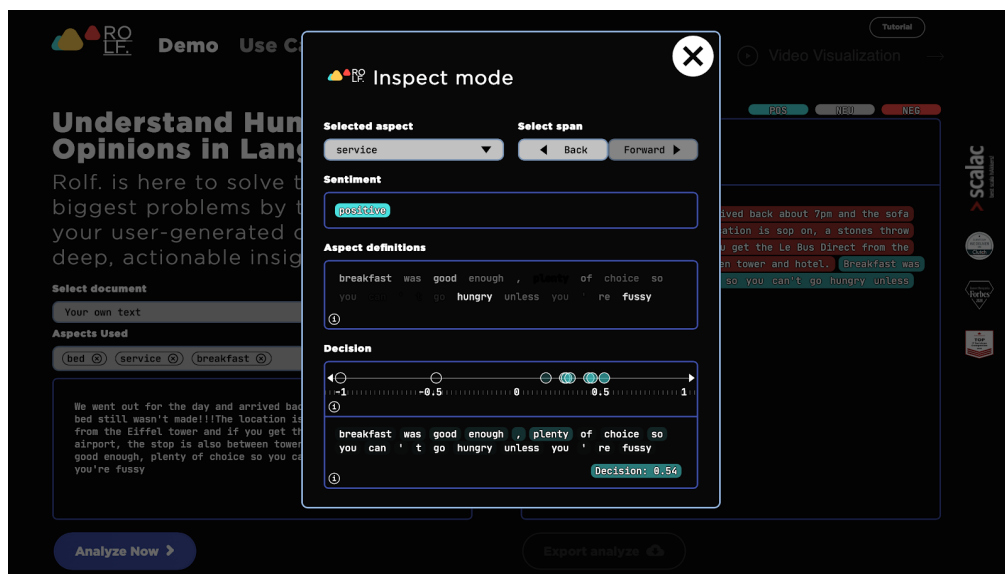 RO
LF.
Demo
Use Ca
Tutorial
Video Visualization
Understand Hum
Opinions in Lang
Rolf. is here to solve t
biggest problems by t
your user-generated c
deep, actionable insig
Select document
Your own text
Aspects Used
bed
service
breakfast
We went out for the day and arrived bac
bed still wasn't made!!!The location is
from the Eiffel tower and if you get th
airport, the stop is also between tower
good enough, plenty of choice so you ca
you're fussy
Analyze Now
RO
LF.
Inspect mode
Selected aspect
Select span
service
Back
Forward
Sentiment
positive
Aspect definitions
breakfast was good enough , plenty of choice so
you ' t go hungry unless you ' re fussy
Decision
-1 -0.5 0 0.5 1
breakfast was good enough , plenty of choice so
you can ' t go hungry unless you ' re fussy
Decision: 0.54
POS NEU NEG
ived back about 7pm and the sofa
ation is sop on, a stones throw
u get the Le Bus Direct from the
en tower and hotel. Breakfast was
so you can't go hungry unless
Export analyze
scalac
Clutch
Forbes
TOP